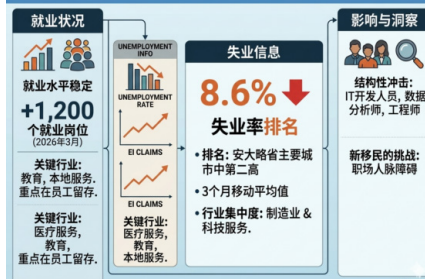 就业状况
就业水平稳定
+1,200
个就业岗位
(2026年3月)
关键行业:
教育, 本地服务.
重点在员工留存.
关键行业:
医疗服务,
教育,
重点在员工留存.
UNEMPLOYMENT
INFO
UNEMPLOYMENT
RATE
EI CLAIMS
EI CLAIMS
关键行业:
医疗服务,
教育,
本地服务.
失业信息
8.6%
失业率排名
• 排名: 安大略省主要城
市中第二高
• 3个月移动平均值
• 行业集中度: 制造业 &
科技服务.
影响与洞察
结构性冲击:
IT开发人员, 数据
分析师, 工程师
新移民的挑战:
职场人脉障碍